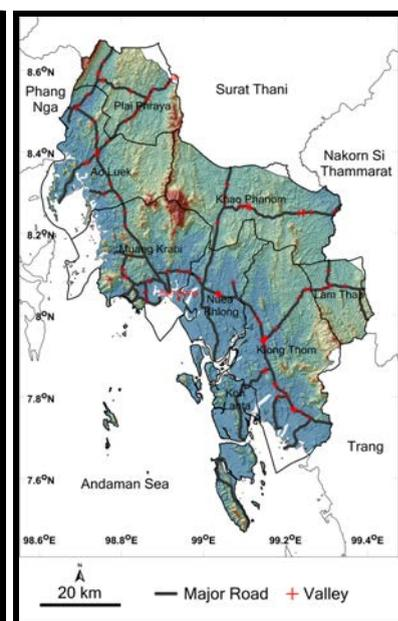 8.6°N
Phang
Nga
Plai Phraya
Surat Thani
8.4°N
Ao Luek
Nakorn Si
Thammarat
Khao Phanom
8.2°N
Muang Krabi
Nuea
Khlong
Lam Thap
8°N
Klong Thom
Koh
Lanta
7.8°N
Trang
7.6°N
Andaman Sea
98.6°E
98.8°E
99°E
99.2°E
99.4°E
N
20 km
Major Road
Valley